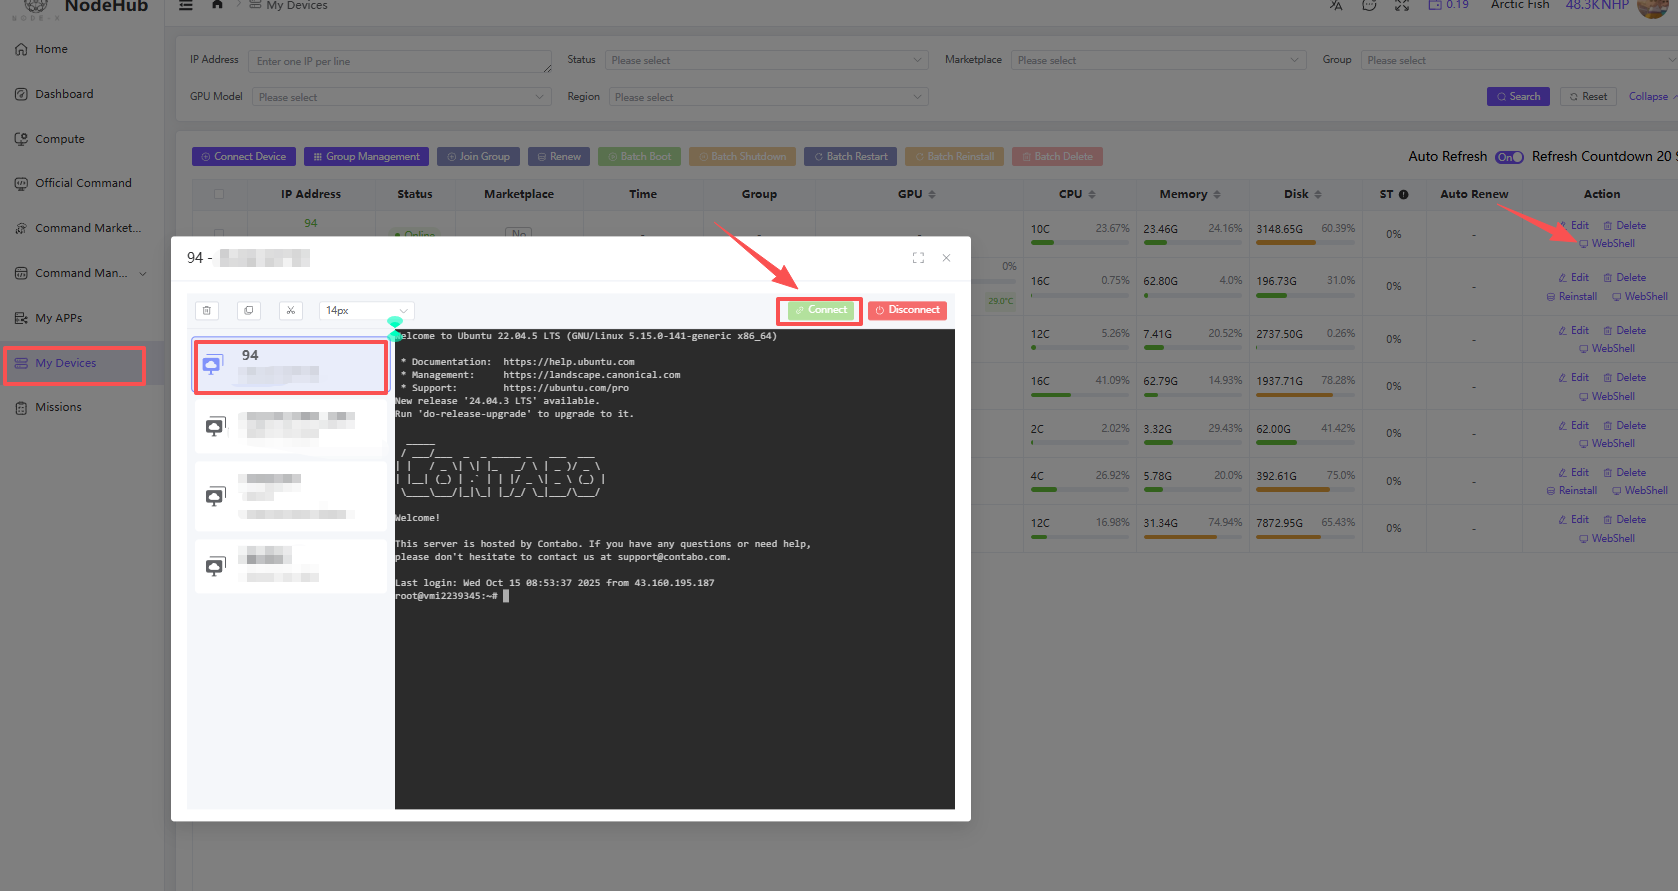 NodeHub
NODE-X
My Devices
0.19
Arctic Fish
48.3KNHP
Home
Dashboard
Compute
Official Command
Command Market...
Command Man...
My APPs
My Devices
Missions
IP Address
Enter one IP per line
Status
Please select
Marketplace
Please select
Group
Please select
GPU Model
Please select
Region
Please select
Search
Reset
Collapse
Connect Device
Group Management
Join Group
Renew
Batch Boot
Batch Shutdown
Batch Restart
Batch Reinstall
Batch Delete
Auto Refresh
On
Refresh Countdown 20 S
IP Address Status Marketplace Time Group GPU CPU Memory Disk ST Auto Renew Action
94 Online No - - 10C 23.67% 23.46G 24.16% 3148.65G 60.39% 0% - Edit Delete
WebShell
0% 29.0°C 16C 0.75% 62.80G 4.0% 196.73G 31.0% 0% - Edit Delete
Reinstall WebShell
12C 5.26% 7.41G 20.52% 2737.50G 0.26% 0% - Edit Delete
WebShell
16C 41.09% 62.79G 14.93% 1937.71G 78.28% 0% - Edit Delete
WebShell
2C 2.02% 3.32G 29.43% 62.00G 41.42% 0% - Edit Delete
WebShell
4C 26.92% 5.78G 20.0% 392.61G 75.0% 0% - Edit Delete
Reinstall WebShell
12C 16.98% 31.34G 74.94% 7872.95G 65.43% 0% - Edit Delete
WebShell
94 -
14px
Connect
Disconnect
94
Welcome to Ubuntu 22.04.5 LTS (GNU/Linux 5.15.0-141-generic x86_64)
* Documentation: https://help.ubuntu.com
* Management: https://landscape.canonical.com
* Support: https://ubuntu.com/pro
New release '24.04.3 LTS' available.
Run 'do-release-upgrade' to upgrade to it.
Welcome!
This server is hosted by Contabo. If you have any questions or need help,
please don't hesitate to contact us at support@contabo.com.
Last login: Wed Oct 15 08:53:37 2025 from 43.160.195.187
root@vmi2239345:~#